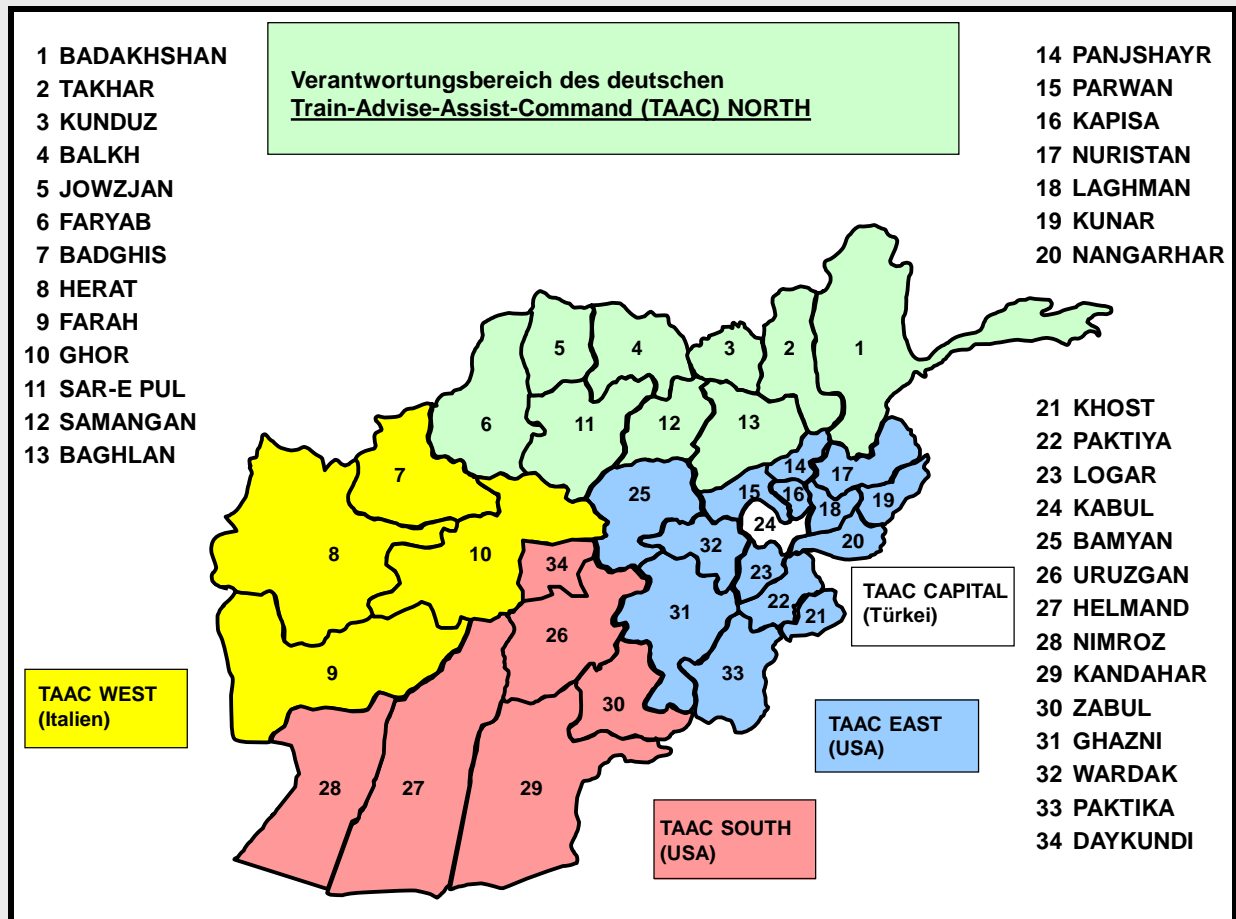 1 BADAKHSHAN
2 TAKHAR
3 KUNDUZ
4 BALKH
5 JOWZJAN
6 FARYAB
7 BADGHIS
8 HERAT
9 FARAH
10 GHOR
11 SAR-E PUL
12 SAMANGAN
13 BAGHLAN
Verantwortungsbereich des deutschen
Train-Advise-Assist-Command (TAAC) NORTH
14 PANJSHAYR
15 PARWAN
16 KAPISA
17 NURISTAN
18 LAGHMAN
19 KUNAR
20 NANGARHAR
21 KHOST
22 PAKTIYA
23 LOGAR
24 KABUL
25 BAMYAN
26 URUZGAN
27 HELMAND
28 NIMROZ
29 KANDAHAR
30 ZABUL
31 GHAZNI
32 WARDAK
33 PAKTIKA
34 DAYKUNDI
5
4
3
2
1
6
11
12
13
7
25
14
17
15
16
19
18
24
20
8
10
34
32
23
31
22
21
26
9
33
30
28
27
29
TAAC CAPITAL
(Türkei)
TAAC WEST
(Italien)
TAAC EAST
(USA)
TAAC SOUTH
(USA)